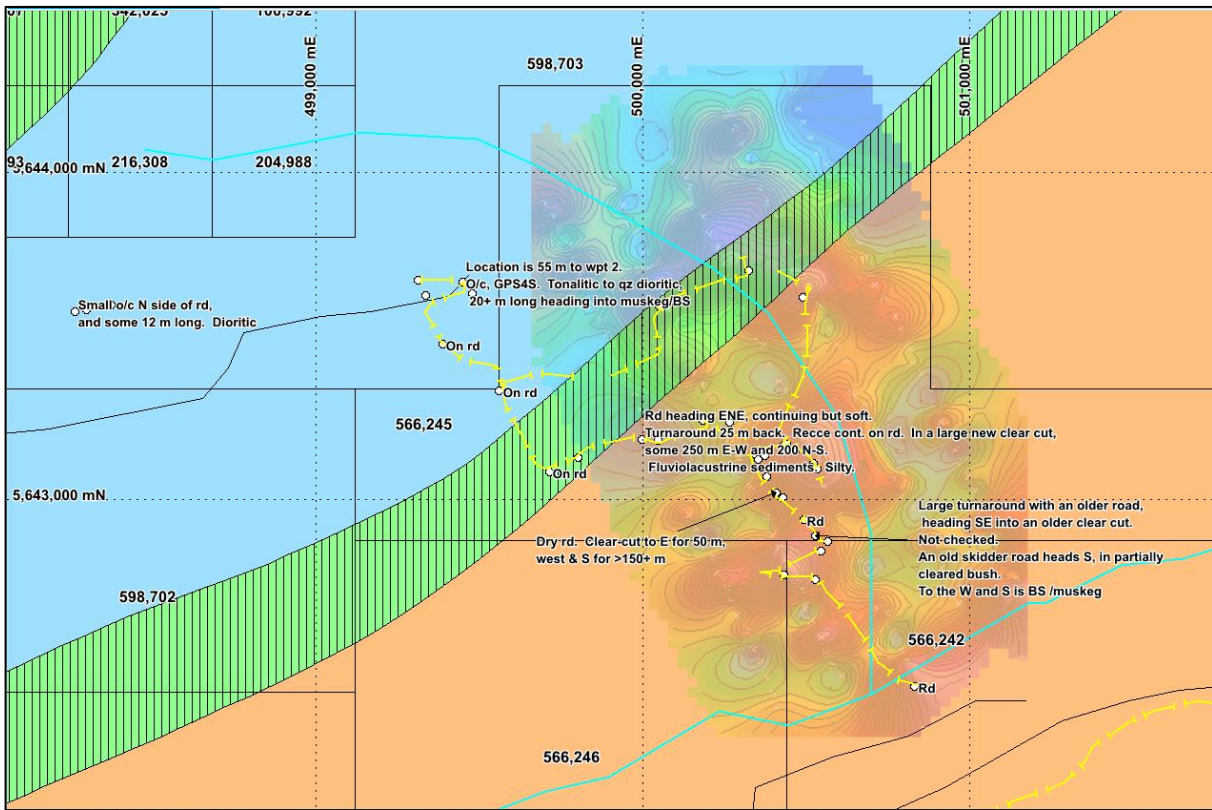 598,703
499,000 mE
500,000 mE
501,000 mE
216,308
204,988
5,644,000 mN
Location is 55 m to wpt 2.
O/c, GPS4S. Tonalitic to qz dioritic,
20+ m long heading into muskeg/BS
Small o/c N side of rd,
and some 12 m long. Dioritic
On rd
On rd
566,245
Rd heading ENE, continuing but soft.
Turnaround 25 m back. Recce cont. on rd. In a large new clear cut,
some 250 m E-W and 200 N-S.
Fluviolacustrine sediments,. Silty.
On rd
5,643,000 mN
Rd
Large turnaround with an older road,
heading SE into an older clear cut.
Not-checked.
An old skidder road heads S, in partially
cleared bush.
To the W and S is BS /muskeg
Dry rd. Clear-cut to E for 50 m,
west & S for >150+ m
598,702
566,242
Rd
566,246